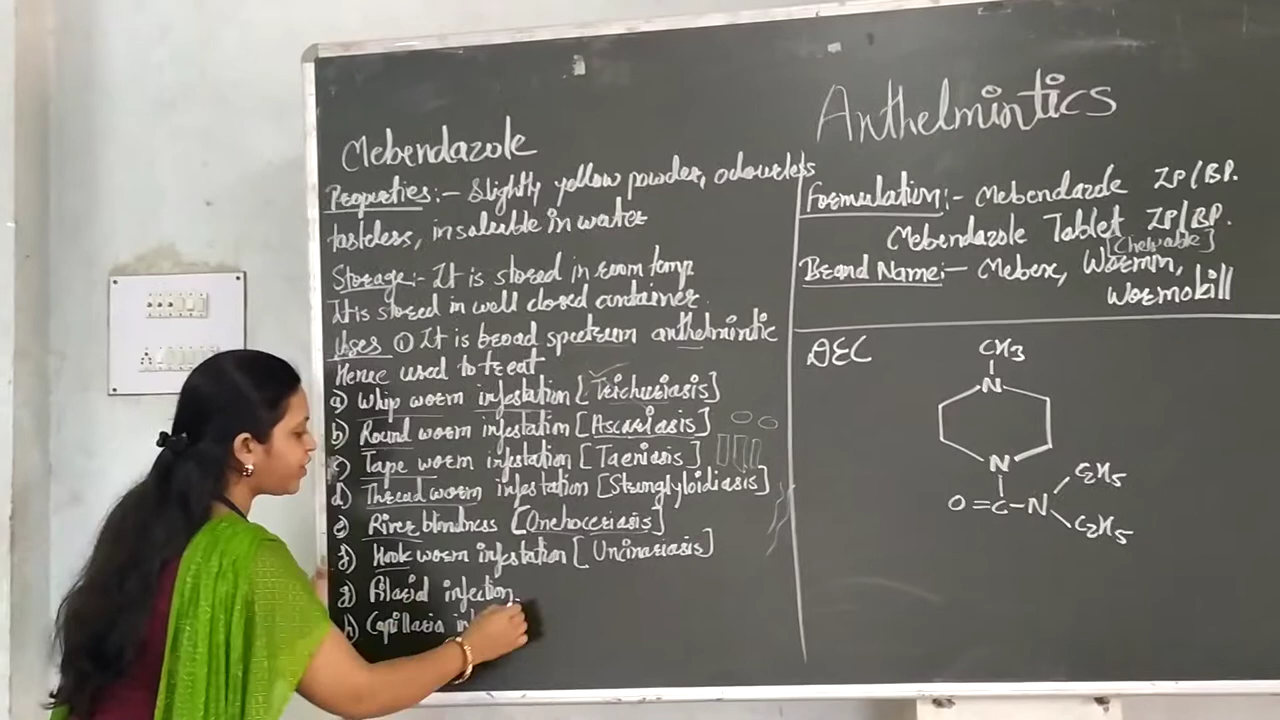 Mebendazole
Properties:- Slightly yellow powder, odourless
tasteless, insoluble in water
Storage:- It is stored in room temp
It is stored in well closed container
Uses ① It is broad spectrum anthelmintic
Hence used to treat
a) Whip worm infestation [Trichuriasis]
b) Round worm infestation [Ascariasis]
c) Tape worm infestation [Taeniasis]
d) Thread worm infestation [Strongyloidiasis]
e) River blindness [Onchoceriasis]
f) Hook worm infestation [Uncinariasis]
g) Filarid infection
h) Capillaria
Anthelmintics
Formulation:- Mebendazole IP/BP.
Mebendazole Tablet IP/BP.
[Chewable]
Brand Name:- Mebex, Wormin,
Wormokill
DEC
CH3
N
N
O=C-N
C2H5
C2H5